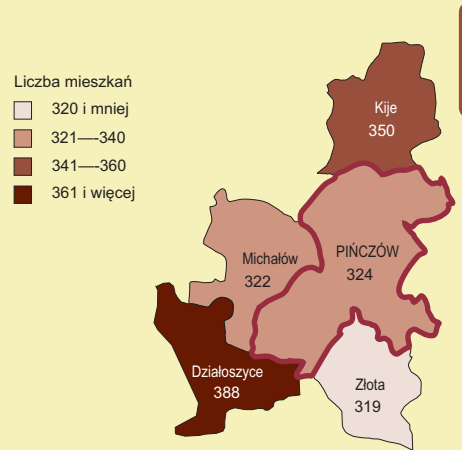 Liczba mieszkań
320 i mniej
321—-340
341—-360
361 i więcej
Kije
350
PIŃCZÓW
324
Michałów
322
Działoszyce
388
Złota
319